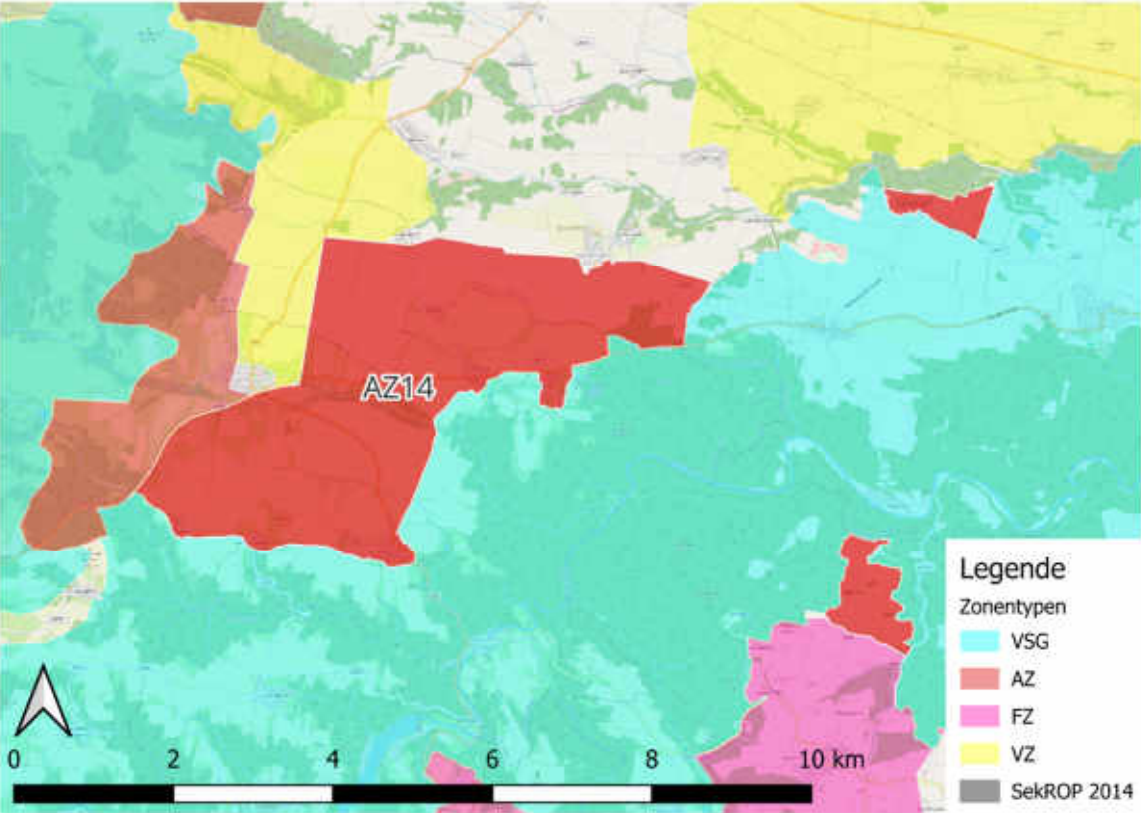 AZ14
Legende
Zonentypen
VSG
AZ
FZ
VZ
SekROP 2014
0 2 4 6 8 10 km